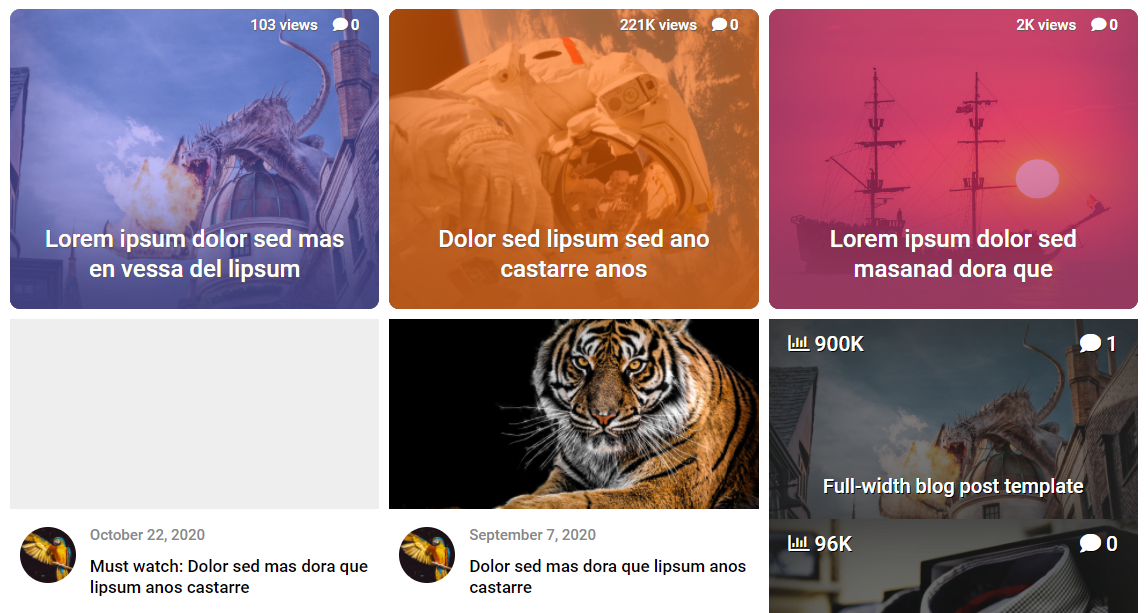 103 views 0
221K views 0
2K views 0
Lorem ipsum dolor sed mas
en vessa del lipsum
Dolor sed lipsum sed ano
castarre anos
Lorem ipsum dolor sed
masanad dora que
900K 1
Full-width blog post template
October 22, 2020
Must watch: Dolor sed mas dora que
lipsum anos castarre
September 7, 2020
Dolor sed mas dora que lipsum anos
castarre
96K 0